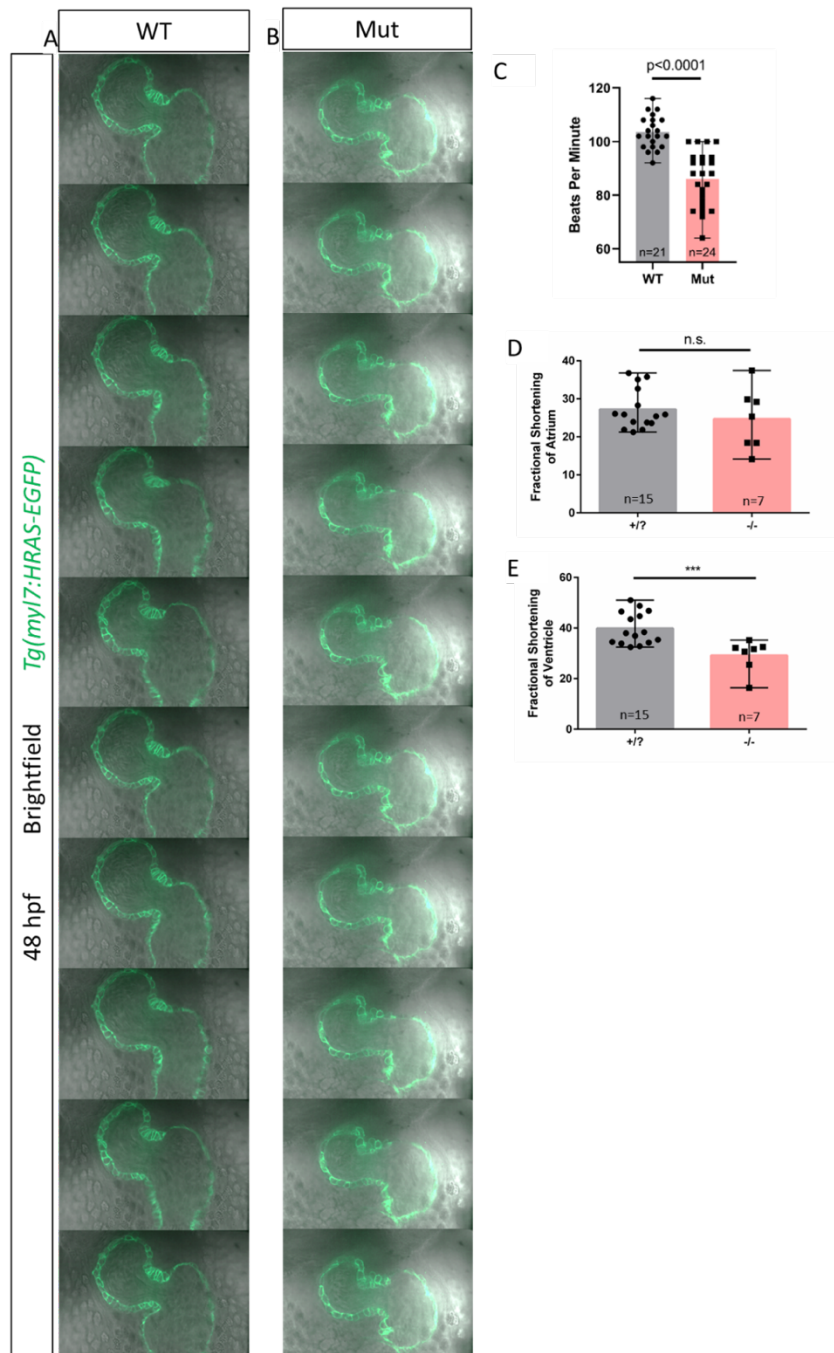 A
WT
B
Mut
Tg(myl7:HRAS-EGFP)
Brightfield
48 hpf
C
p<0.0001
Beats Per Minute
120
100
80
60
n=21
n=24
WT
Mut
D
n.s.
Fractional Shortening
of Atrium
40
30
20
10
0
n=15
n=7
+/?
-/-
E
***
Fractional Shortening
of Ventricle
60
40
20
0
n=15
n=7
+/?
-/-